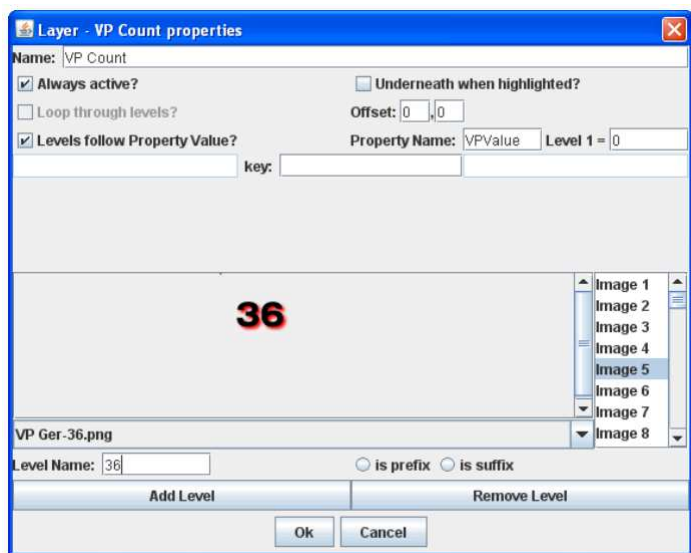 Layer - VP Count properties
Name: VP Count
Always active? Underneath when highlighted?
Loop through levels? Offset: 0 ,0
Levels follow Property Value? Property Name: VPValue Level 1 = 0
key:
36
Image 1
Image 2
Image 3
Image 4
Image 5
Image 6
Image 7
Image 8
VP Ger-36.png
Level Name: 36 is prefix is suffix
Add Level Remove Level
Ok Cancel